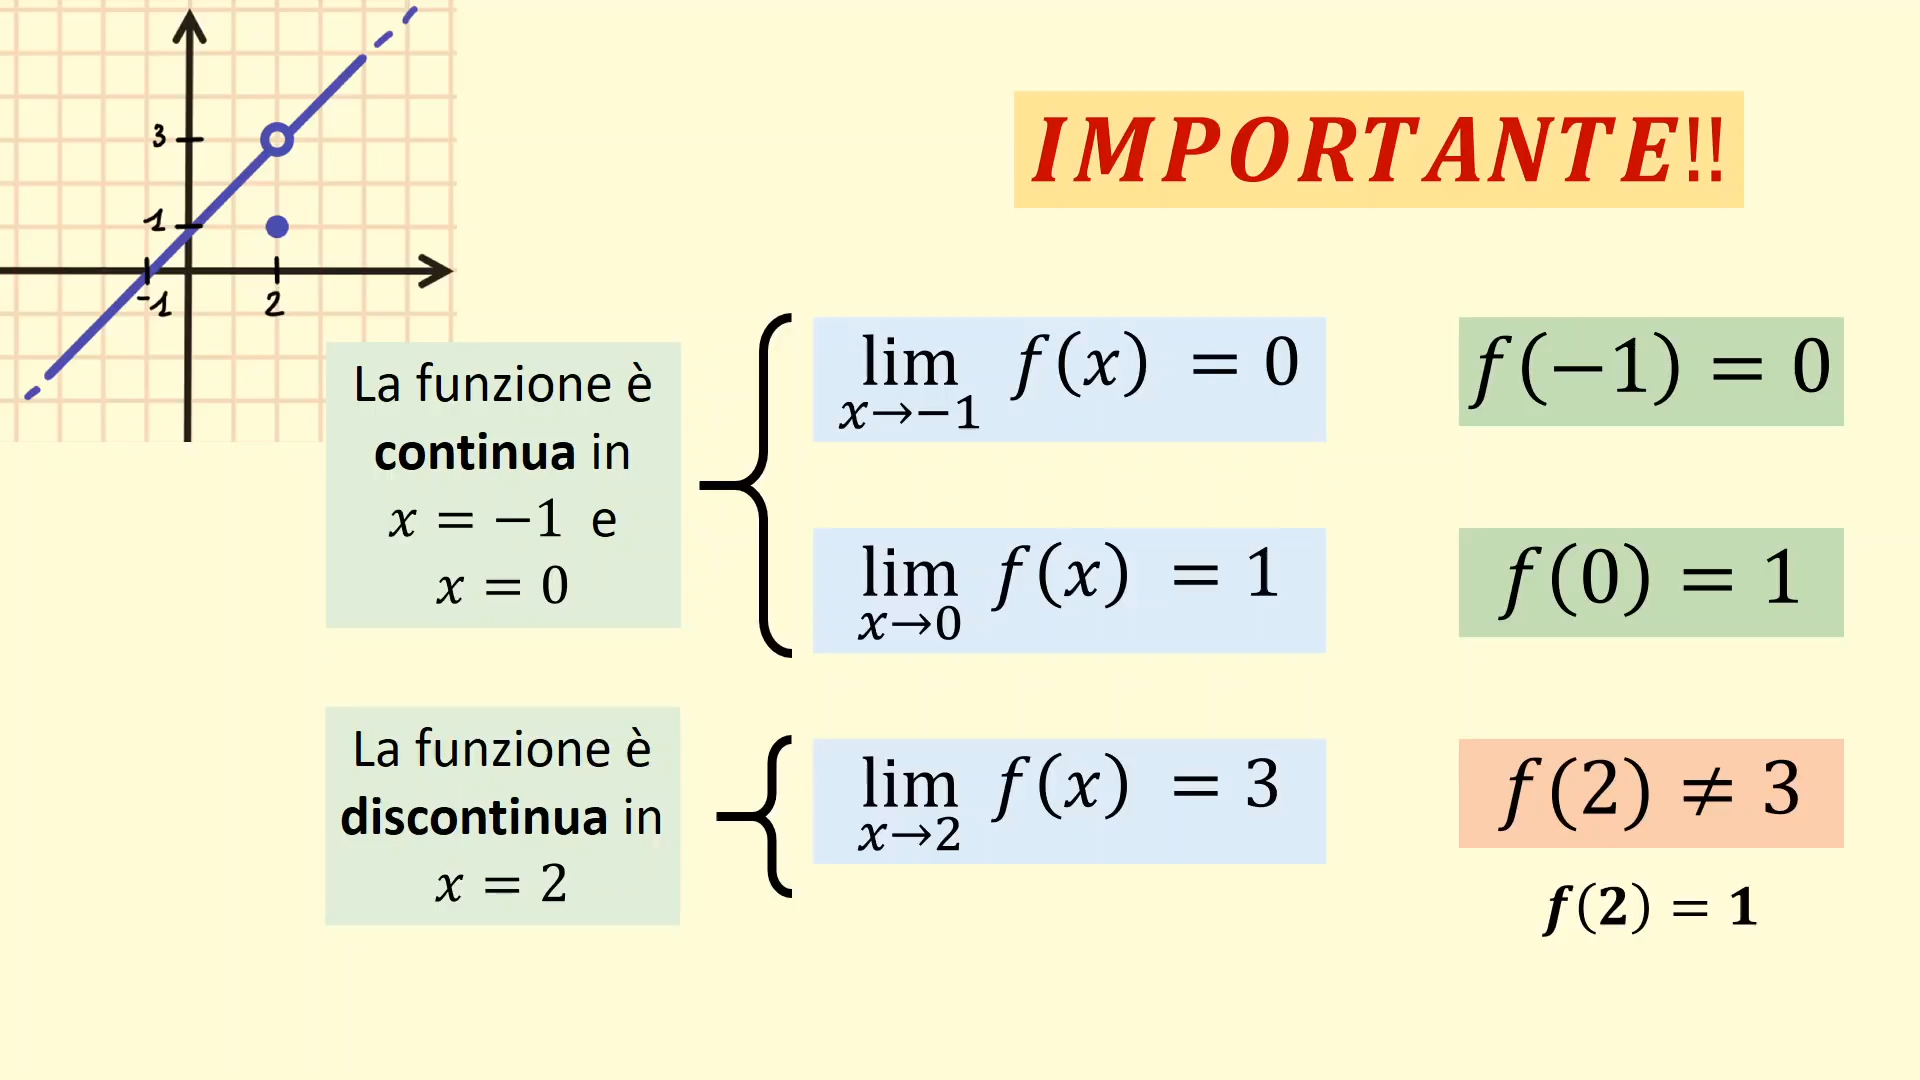 3
1
-1
2
IMPORTANTE!!
La funzione è
continua in
x = −1 e
x = 0
lim f(x) = 0
x→−1
f(−1) = 0
lim f(x) = 1
x→0
f(0) = 1
La funzione è
discontinua in
x = 2
lim f(x) = 3
x→2
f(2) ≠ 3
f(2) = 1